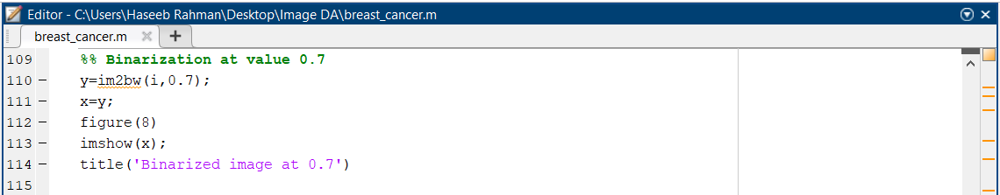 Editor - C:\Users\Haseeb Rahman\Desktop\Image DA\breast_cancer.m
breast_cancer.m
109 %% Binarization at value 0.7
110 y=im2bw(i,0.7);
111 x=y;
112 figure(8)
113 imshow(x);
114 title('Binarized image at 0.7')
115